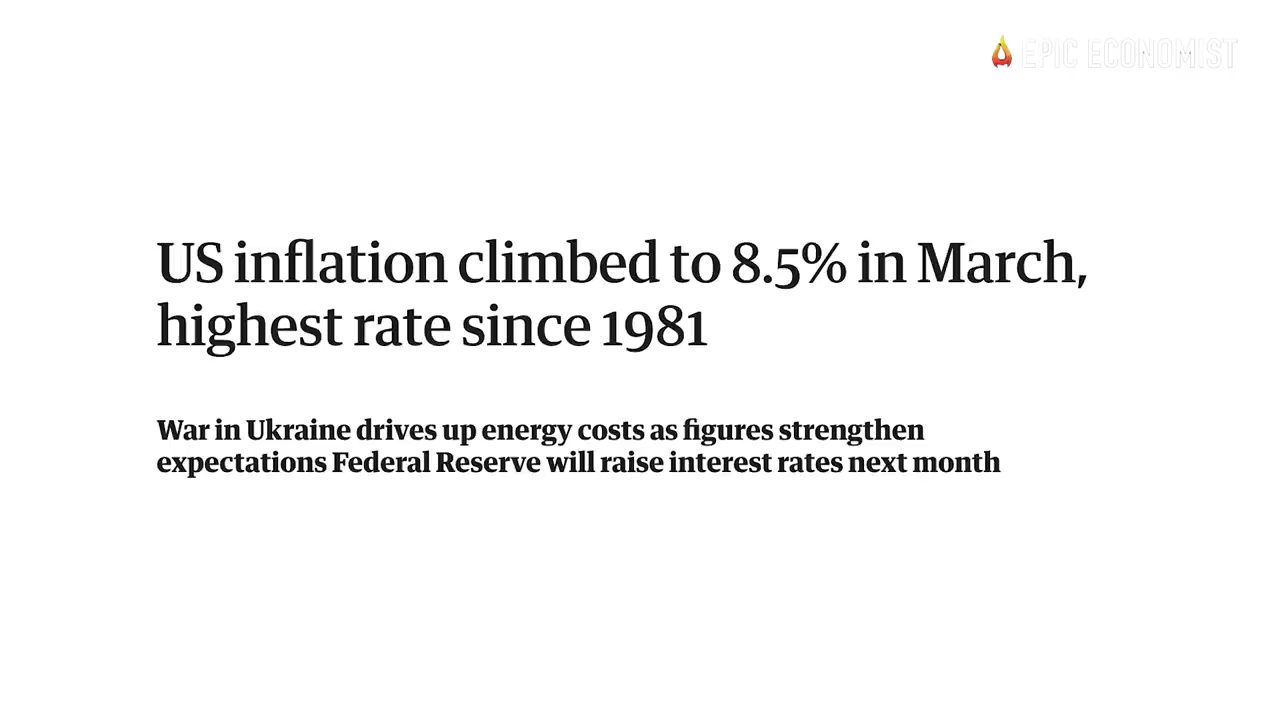 EPIC ECONOMIST
US inflation climbed to 8.5% in March,
highest rate since 1981
War in Ukraine drives up energy costs as figures strengthen
expectations Federal Reserve will raise interest rates next month